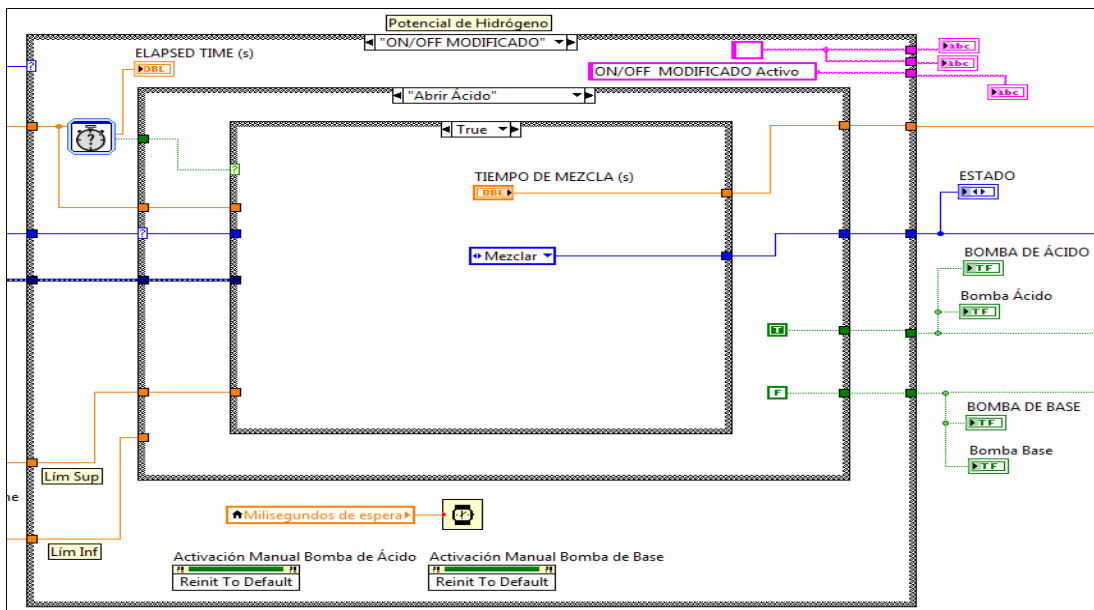 Potencial de Hidrógeno
"ON/OFF MODIFICADO"
ELAPSED TIME (s)
DBL
abc
abc
ON/OFF MODIFICADO Activo
abc
"Abrir Ácido"
True
?
?
TIEMPO DE MEZCLA (s)
DBL
ESTADO
?
?
Mezclar
BOMBA DE ÁCIDO
TF
Bomba Ácido
TF
T
F
BOMBA DE BASE
TF
Bomba Base
TF
Lím Sup
ne
Milisegundos de espera
Lím Inf
Activación Manual Bomba de Ácido
Activación Manual Bomba de Base
?! ?!
?! ?!
Reinit To Default
Reinit To Default